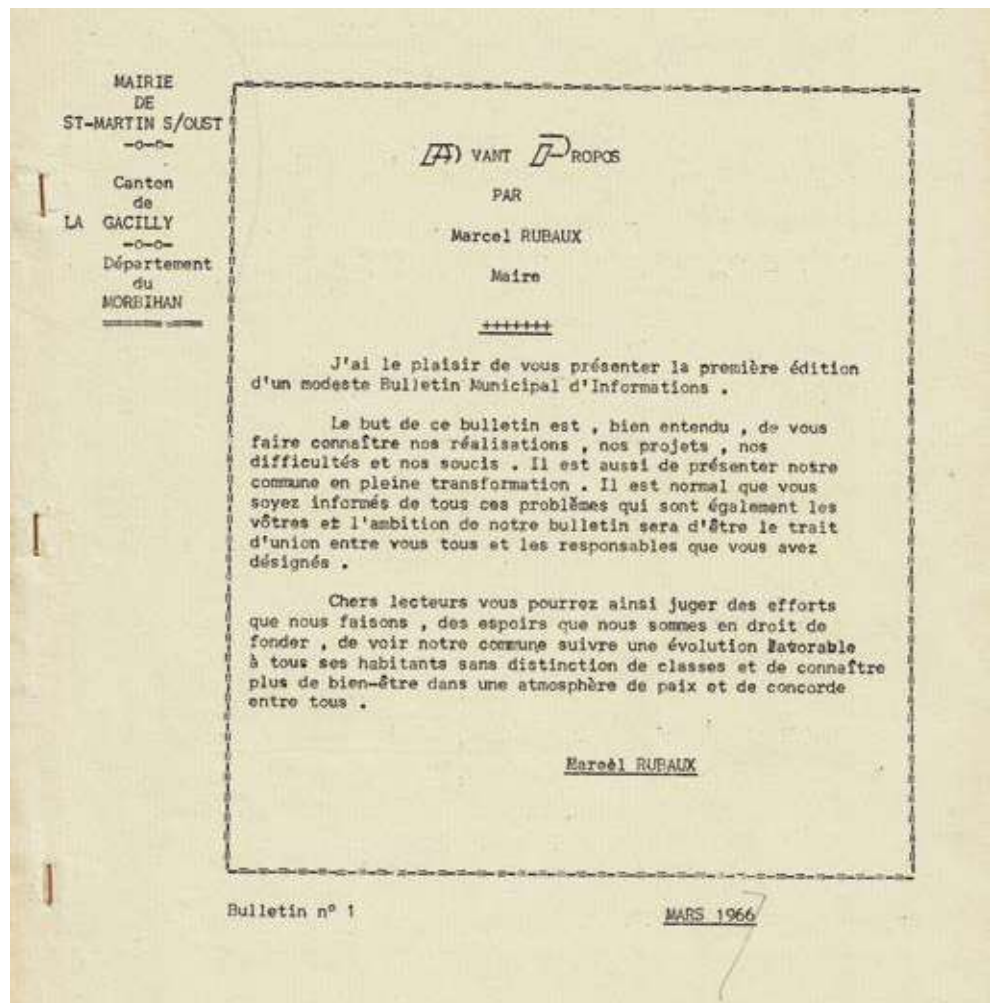 MAIRIE
DE
ST-MARTIN S/OUST
-o-o-
Canton
de
LA GACILLY
-o-o-
Département
du
MORBIHAN
AVANT PROPOS
PAR
Marcel RUBAUX
Maire
+++++++
J'ai le plaisir de vous présenter la première édition
d'un modeste Bulletin Municipal d'Informations .
Le but de ce bulletin est , bien entendu , de vous
faire connaître nos réalisations , nos projets , nos
difficultés et nos soucis . Il est aussi de présenter notre
commune en pleine transformation . Il est normal que vous
soyez informés de tous ces problèmes qui sont également les
vôtres et l'ambition de notre bulletin sera d'être le trait
d'union entre vous tous et les responsables que vous avez
désignés .
Chers lecteurs vous pourrez ainsi juger des efforts
que nous faisons , des espoirs que nous sommes en droit de
fonder , de voir notre commune suivre une évolution favorable
à tous ses habitants sans distinction de classes et de connaître
plus de bien-être dans une atmosphère de paix et de concorde
entre tous .
Marcel RUBAUX
Bulletin nº 1
MARS 1966